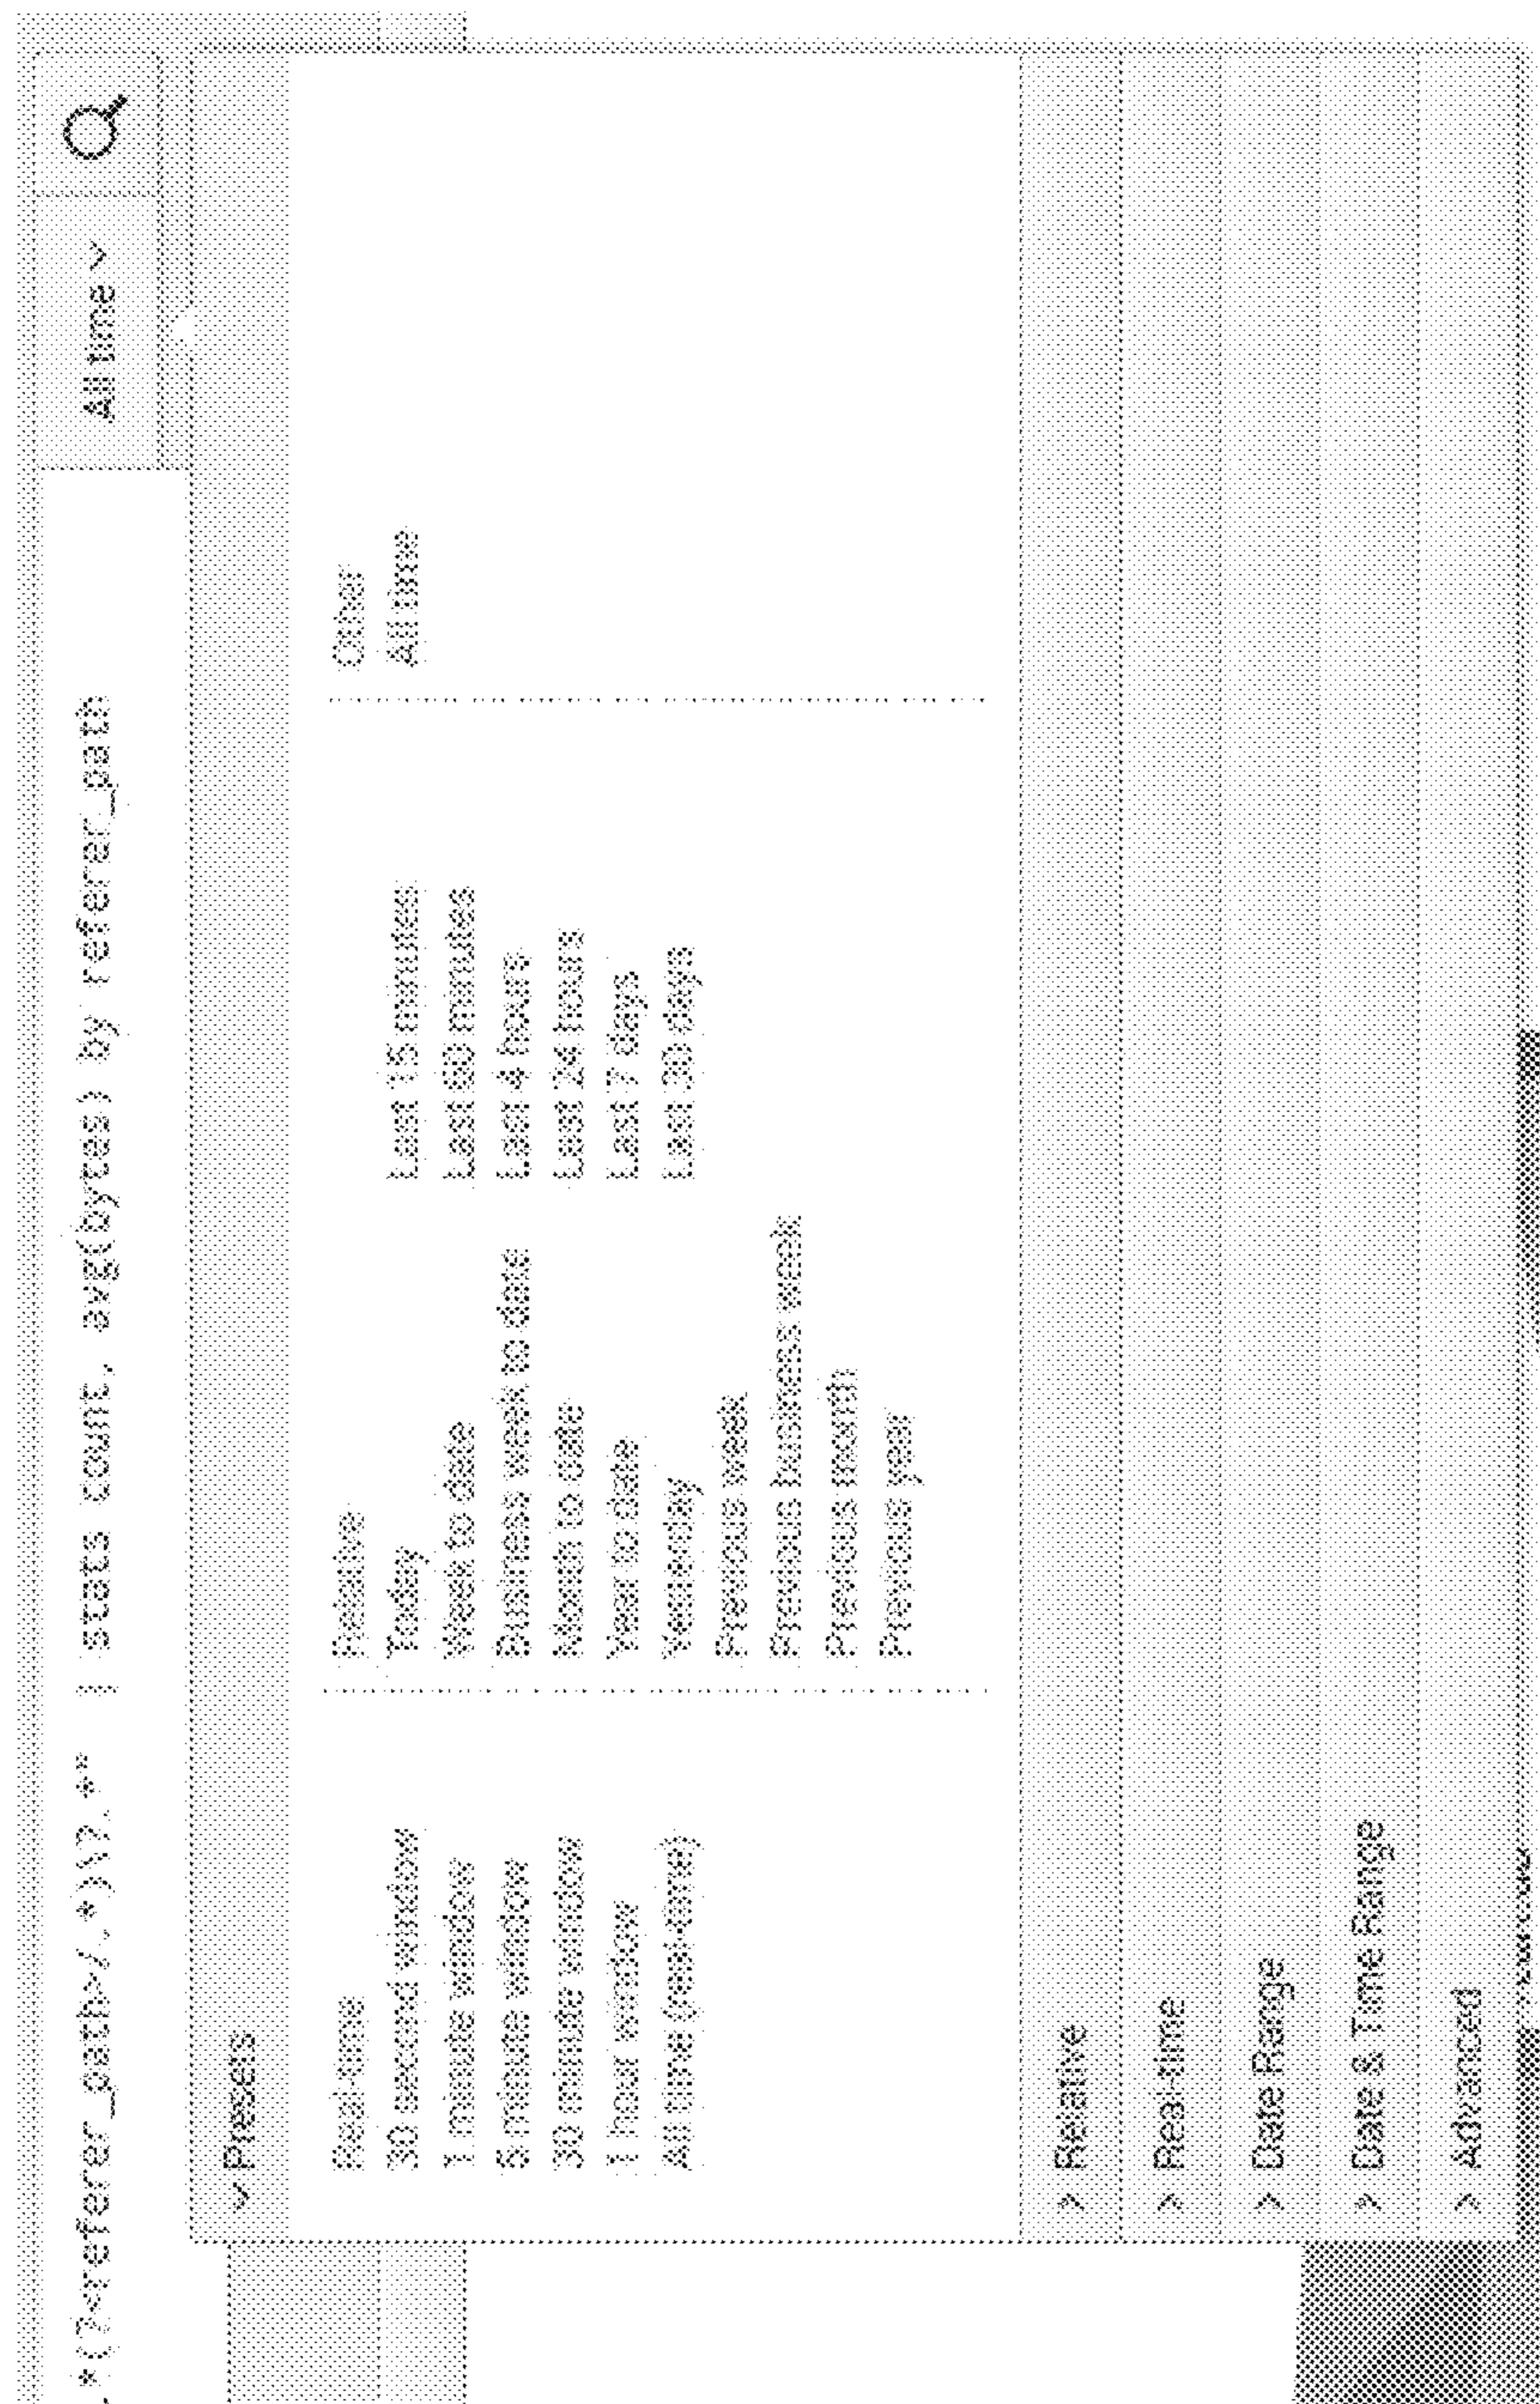 .*(?<referer_path>/.*)\?.*" | stats count, avg(bytes) by referer_path
All time
Presets
Real-time
30 second window
1 minute window
5 minute window
30 minute window
1 hour window
All time (real-time)
Relative
Today
Week to date
Business week to date
Month to date
Year to date
Yesterday
Previous week
Previous business week
Previous month
Previous year
Last 15 minutes
Last 60 minutes
Last 4 hours
Last 24 hours
Last 7 days
Last 30 days
Other
All time
> Relative
> Real-time
> Date Range
> Date & Time Range
> Advanced